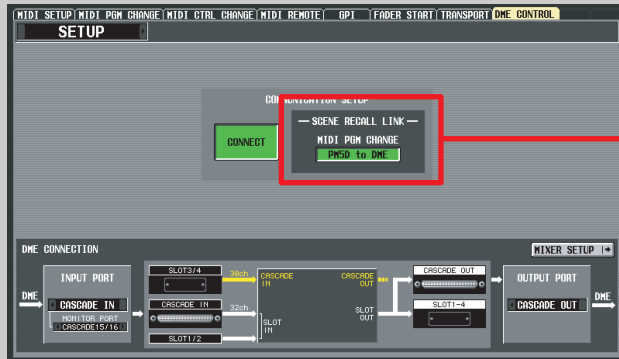 MIDI SETUP MIDI PGM CHANGE MIDI CTRL CHANGE MIDI REMOTE GPI FADER START TRANSPORT DME CONTROL
SETUP
COMMUNICATION SETUP
SCENE RECALL LINK
CONNECT
MIDI PGM CHANGE
PM5D to DME
DME CONNECTION
MIXER SETUP
INPUT PORT
SLOT3/4
30ch
CASCADE IN
CASCADE OUT
CASCADE OUT
OUTPUT PORT
DME
CASCADE IN
CASCADE IN
32ch
SLOT OUT
SLOT1-4
CASCADE OUT
DME
MONITOR PORT
CASCADE15/16
SLOT IN
SLOT1/2